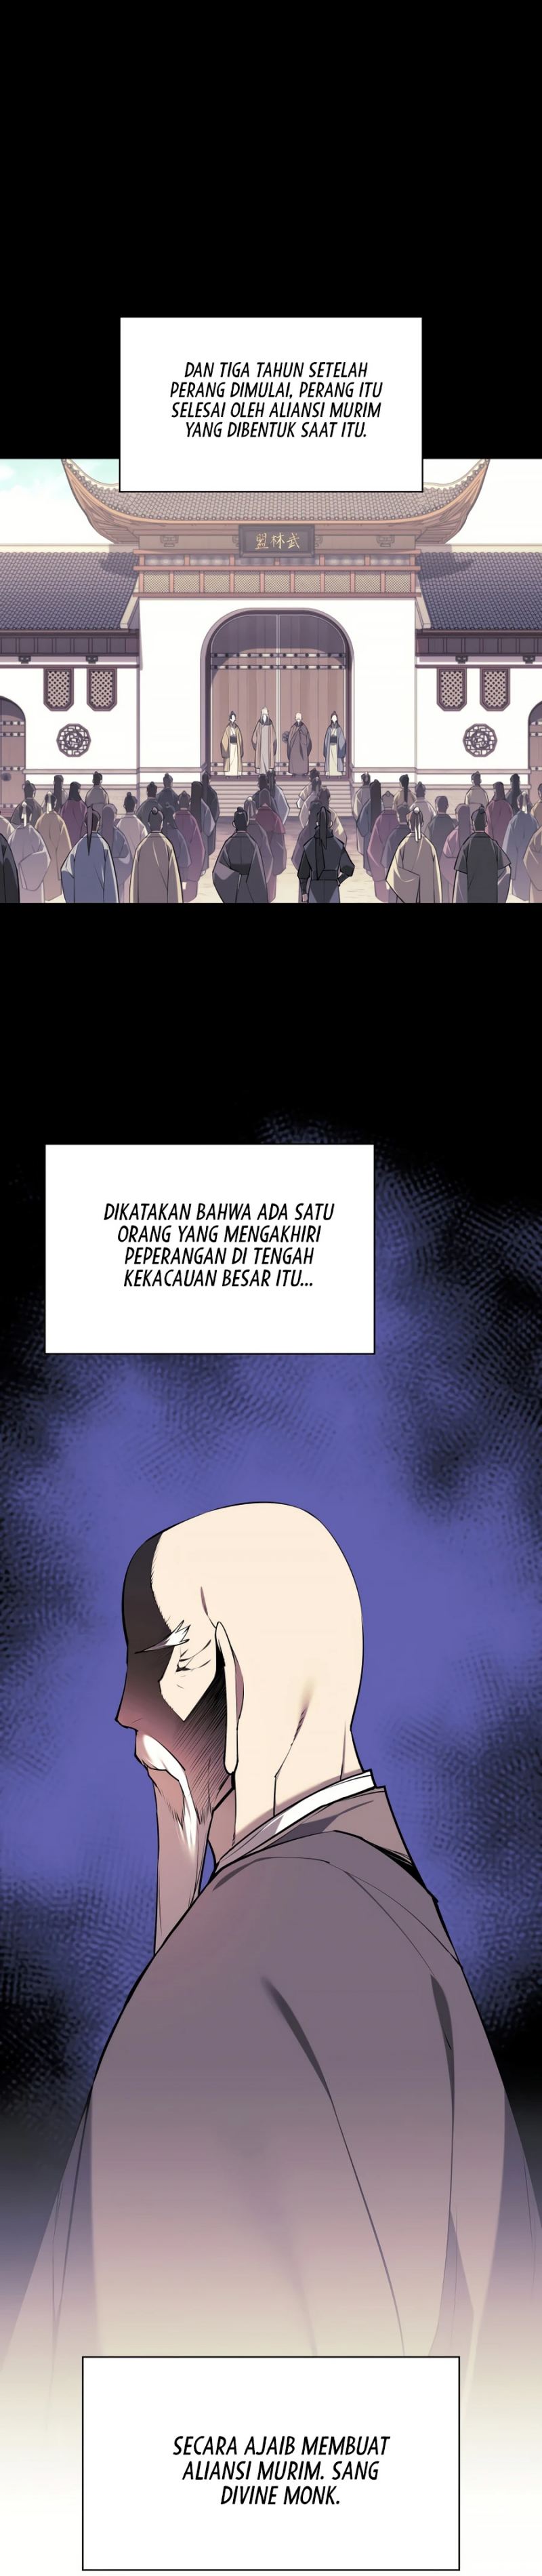 DAN TIGA TAHUN SETELAH
PERANG DIMULAI, PERANG ITU
SELESAI OLEH ALIANSI MURIM
YANG DIBENTUK SAAT ITU.
盟林武
DIKATAKAN BAHWA ADA SATU
ORANG YANG MENGAKHIRI
PEPERANGAN DI TENGAH
KEKACAUAN BESAR ITU...
SECARA AJAIB MEMBUAT
ALIANSI MURIM. SANG
DIVINE MONK.